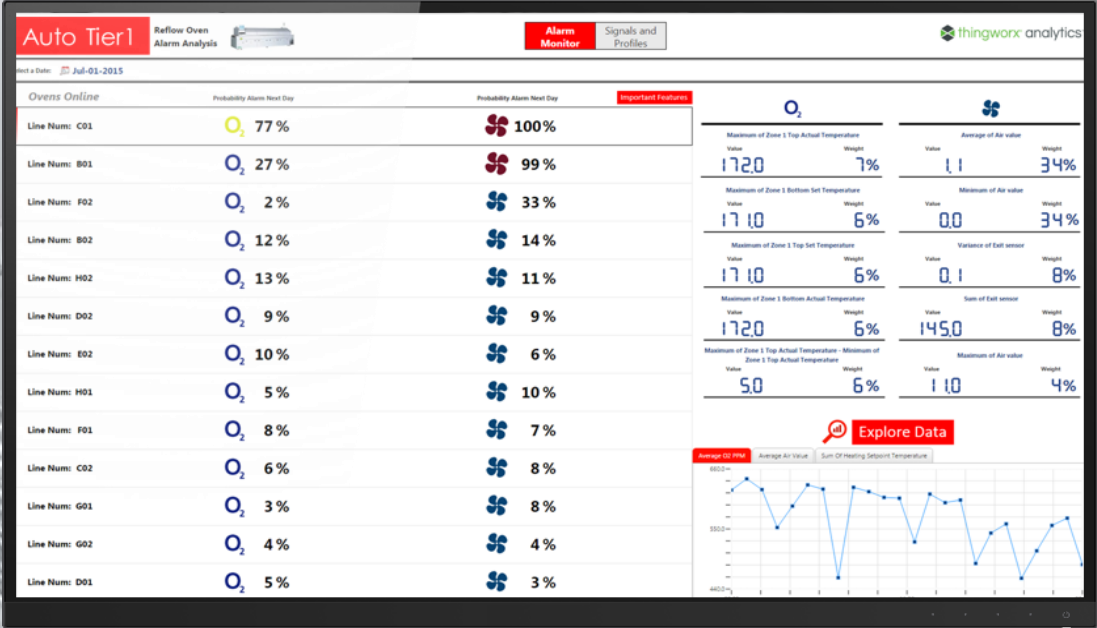 Auto Tier1
Reflow Oven
Alarm Analysis
Alarm
Monitor
Signals and
Profiles
thingworx analytics
Jul-01-2015
Ovens Online
Probability Alarm Next Day
Probability Alarm Next Day
Important Features
Line Num: C01 O2 77% 100%
Line Num: B01 O2 27% 99%
Line Num: F02 O2 2% 33%
Line Num: B02 O2 12% 14%
Line Num: H02 O2 13% 11%
Line Num: D02 O2 9% 9%
Line Num: E02 O2 10% 6%
Line Num: H01 O2 5% 10%
Line Num: F01 O2 8% 7%
Line Num: C02 O2 6% 8%
Line Num: G01 O2 3% 8%
Line Num: G02 O2 4% 4%
Line Num: D01 O2 5% 3%
O2
Maximum of Zone 1 Top Actual Temperature
Value Weight
172.0 7%
Maximum of Zone 1 Bottom Set Temperature
Value Weight
171.0 6%
Maximum of Zone 1 Top Set Temperature
Value Weight
171.0 6%
Maximum of Zone 1 Bottom Actual Temperature
Value Weight
172.0 6%
Maximum of Zone 1 Top Actual Temperature - Minimum of
Zone 1 Top Actual Temperature
Value Weight
5.0 6%
Average of Air value
Value Weight
1.1 34%
Minimum of Air value
Value Weight
0.0 34%
Variance of Exit sensor
Value Weight
0.1 8%
Sum of Exit sensor
Value Weight
145.0 8%
Maximum of Air value
Value Weight
11.0 4%
Explore Data
Average O2 PPM
Average Air Value
Sum Of Heating Setpoint Temperature
660.0
550.0
440.0